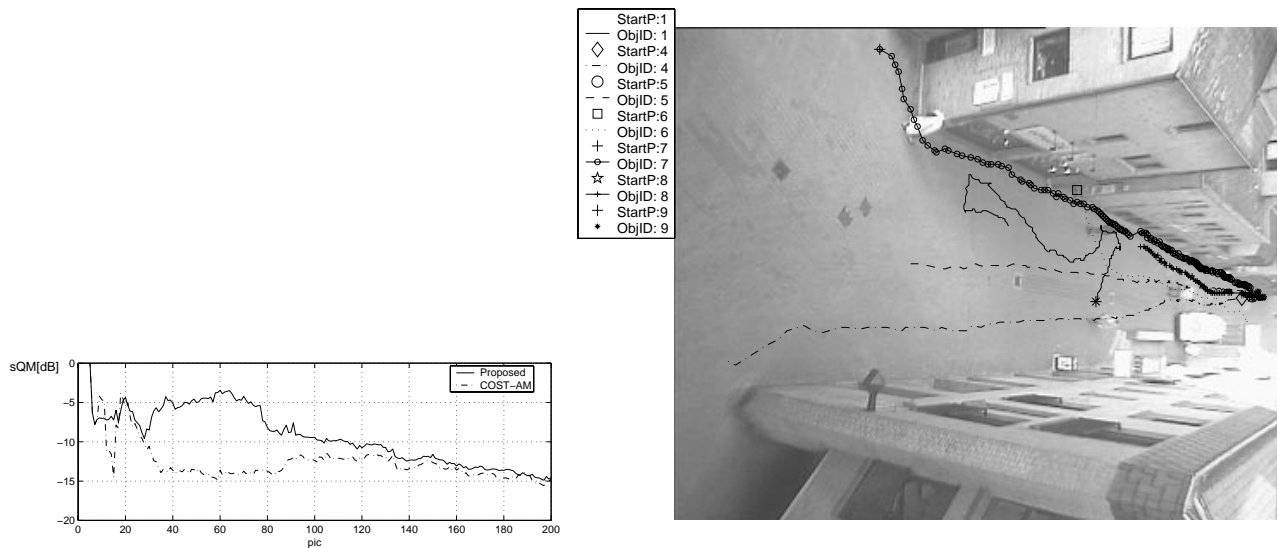 StartP:1
ObjID: 1
StartP:4
ObjID: 4
StartP:5
ObjID: 5
StartP:6
ObjID: 6
StartP:7
ObjID: 7
StartP:8
ObjID: 8
StartP:9
ObjID: 9
sQM[dB]
0
−5
−10
−15
−20
Proposed
COST−AM
0 20 40 60 80 100 120 140 160 180 200
pic